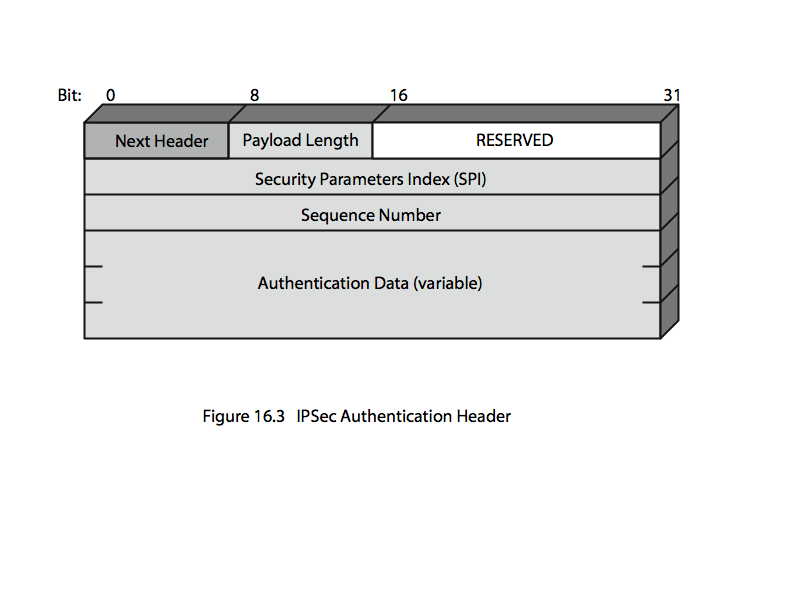 Bit: 0 8 16 31
Next Header Payload Length RESERVED
Security Parameters Index (SPI)
Sequence Number
Authentication Data (variable)
Figure 16.3 IPSec Authentication Header